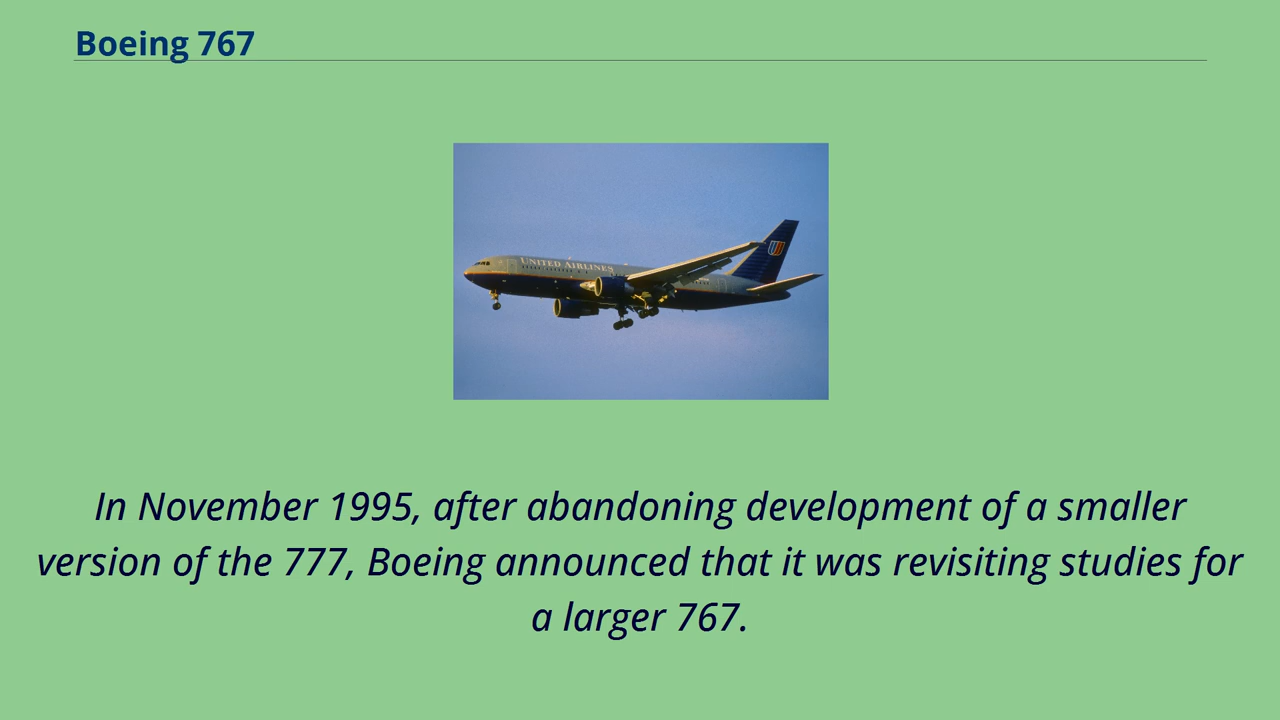 Boeing 767
UNITED AIRLINES
In November 1995, after abandoning development of a smaller
version of the 777, Boeing announced that it was revisiting studies for
a larger 767.